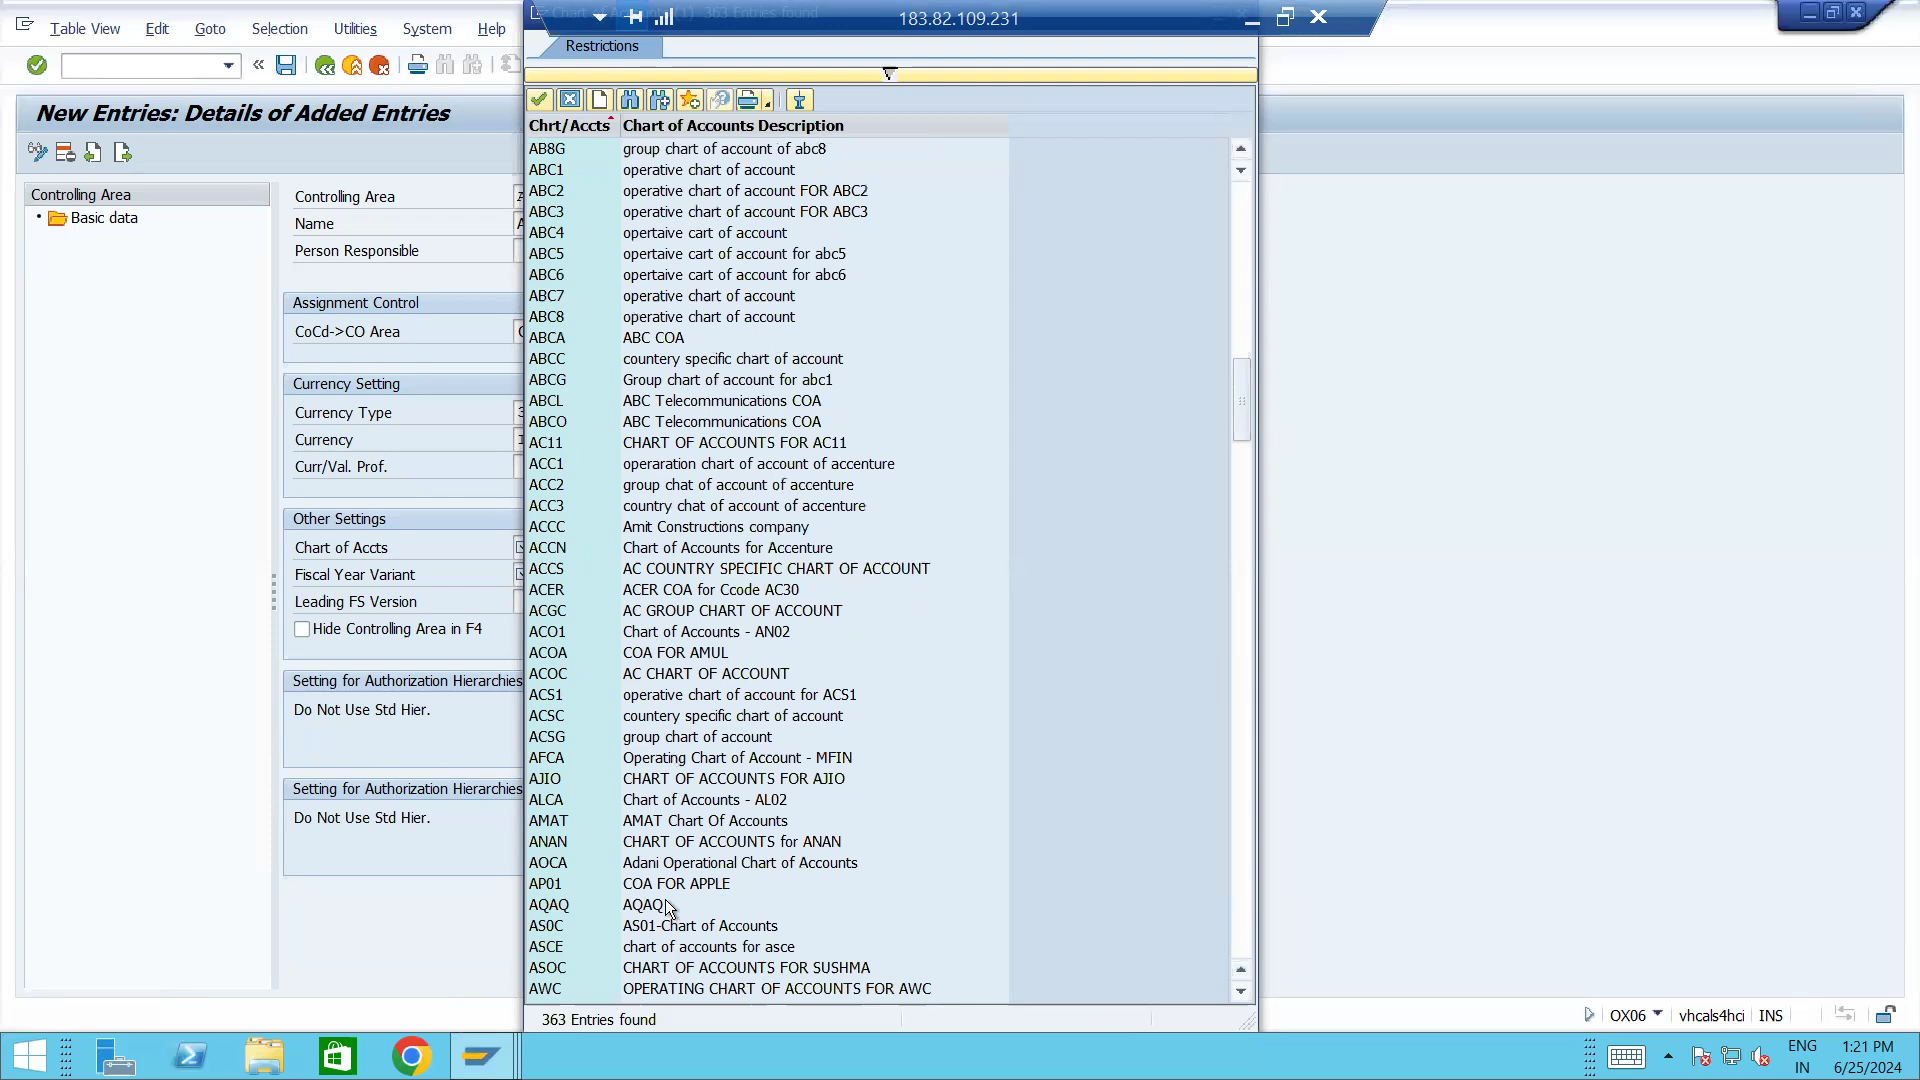 183.82.109.231
Table View Edit Goto Selection Utilities System Help
Restrictions
New Entries: Details of Added Entries
Controlling Area
Basic data
Controlling Area
Name
Person Responsible
Assignment Control
CoCd->CO Area
Currency Setting
Currency Type
Currency
Curr/Val. Prof.
Other Settings
Chart of Accts
Fiscal Year Variant
Leading FS Version
Hide Controlling Area in F4
Setting for Authorization Hierarchies
Do Not Use Std Hier.
Setting for Authorization Hierarchies
Do Not Use Std Hier.
Chrt/Accts Chart of Accounts Description
AB8G group chart of account of abc8
ABC1 operative chart of account
ABC2 operative chart of account FOR ABC2
ABC3 operative chart of account FOR ABC3
ABC4 opertaive cart of account
ABC5 opertaive cart of account for abc5
ABC6 opertaive cart of account for abc6
ABC7 operative chart of account
ABC8 operative chart of account
ABCA ABC COA
ABCC countery specific chart of account
ABCG Group chart of account for abc1
ABCL ABC Telecommunications COA
ABCO ABC Telecommunications COA
AC11 CHART OF ACCOUNTS FOR AC11
ACC1 operaration chart of account of accenture
ACC2 group chat of account of accenture
ACC3 country chat of account of accenture
ACCC Amit Constructions company
ACCN Chart of Accounts for Accenture
ACCS AC COUNTRY SPECIFIC CHART OF ACCOUNT
ACER ACER COA for Ccode AC30
ACGC AC GROUP CHART OF ACCOUNT
ACO1 Chart of Accounts - AN02
ACOA COA FOR AMUL
ACOC AC CHART OF ACCOUNT
ACS1 operative chart of account for ACS1
ACSC countery specific chart of account
ACSG group chart of account
AFCA Operating Chart of Account - MFIN
AJIO CHART OF ACCOUNTS FOR AJIO
ALCA Chart of Accounts - AL02
AMAT AMAT Chart Of Accounts
ANAN CHART OF ACCOUNTS for ANAN
AOCA Adani Operational Chart of Accounts
AP01 COA FOR APPLE
AQAQ AQAQ
AS0C AS01-Chart of Accounts
ASCE chart of accounts for asce
ASOC CHART OF ACCOUNTS FOR SUSHMA
AWC OPERATING CHART OF ACCOUNTS FOR AWC
363 Entries found
OX06 vhcals4hci INS
ENG 1:21 PM
IN 6/25/2024